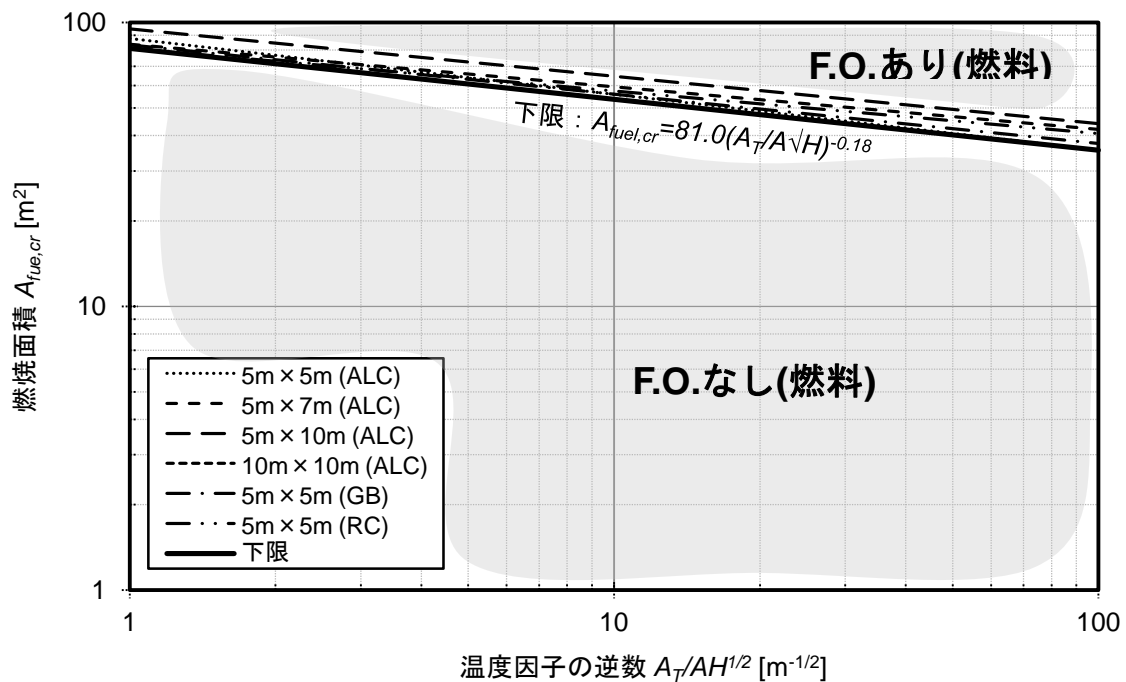 100
F.O.あり(燃料)
下限：A_fuel,cr=81.0(A_T/A√H)^-0.18
燃焼面積 A_fue,cr [m²]
10
F.O.なし(燃料)
5m×5m (ALC)
5m×7m (ALC)
5m×10m (ALC)
10m×10m (ALC)
5m×5m (GB)
5m×5m (RC)
下限
1
1 10 100
温度因子の逆数 A_T/AH^1/2 [m^-1/2]